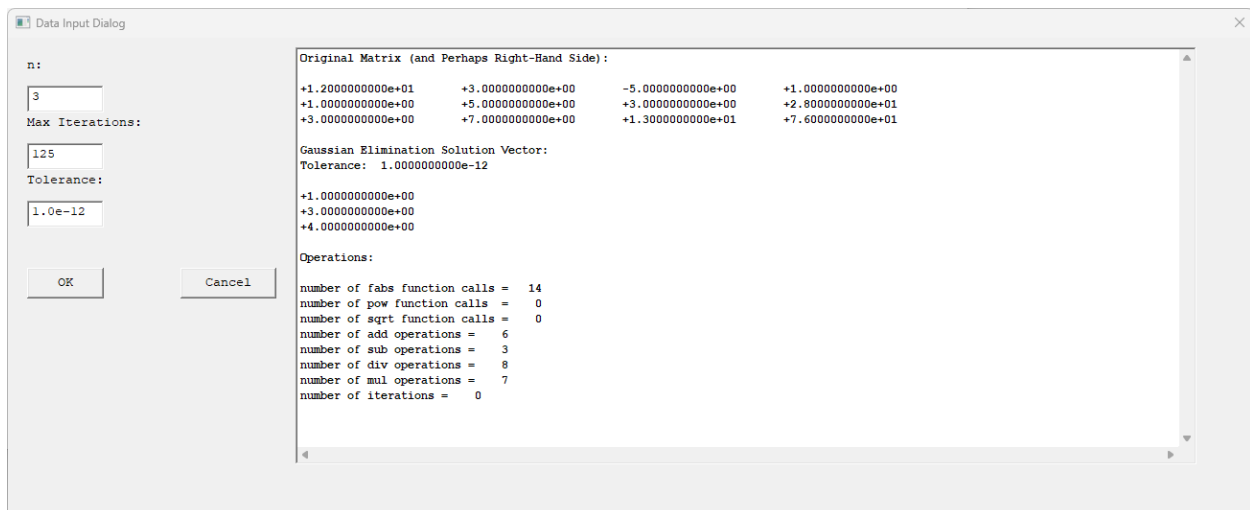 Data Input Dialog
n:
3
Max Iterations:
125
Tolerance:
1.0e-12
OK
Cancel
Original Matrix (and Perhaps Right-Hand Side):
+1.2000000000e+01 +3.0000000000e+00 -5.0000000000e+00 +1.0000000000e+00
+1.0000000000e+00 +5.0000000000e+00 +3.0000000000e+00 +2.8000000000e+01
+3.0000000000e+00 +7.0000000000e+00 +1.3000000000e+01 +7.6000000000e+01
Gaussian Elimination Solution Vector:
Tolerance: 1.0000000000e-12
+1.0000000000e+00
+3.0000000000e+00
+4.0000000000e+00
Operations:
number of fabs function calls = 14
number of pow function calls = 0
number of sqrt function calls = 0
number of add operations = 6
number of sub operations = 3
number of div operations = 8
number of mul operations = 7
number of iterations = 0